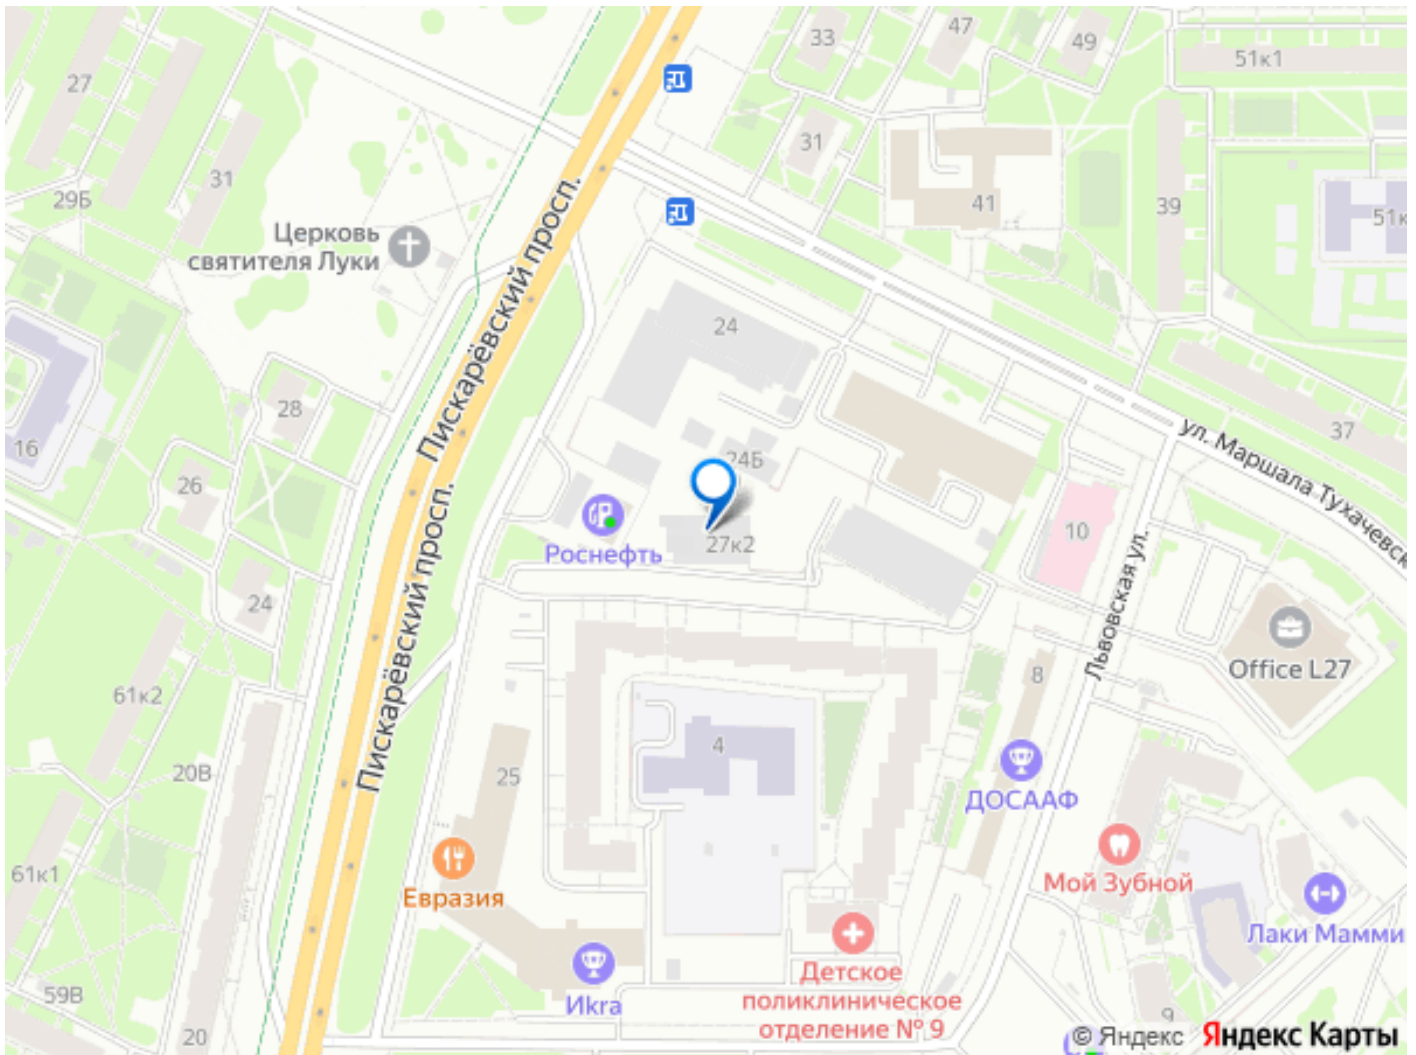 33
47
49
51к1
27
31
29Б
31
41
39
51к
Церковь
святителя Луки
Пискарёвский просп.
24
28
16
26
24Б
37
ул. Маршала Тухачевск
Роснефть
27к2
10
Львовская ул.
24
Пискарёвский просп.
61к2
Office L27
8
4
20В
25
ДОСААФ
61к1
Евразия
Мой Зубной
Лаки Мамми
Детское
поликлиническое
отделение № 9
59В
20
Иkra
9
© Яндекс Яндекс Карты